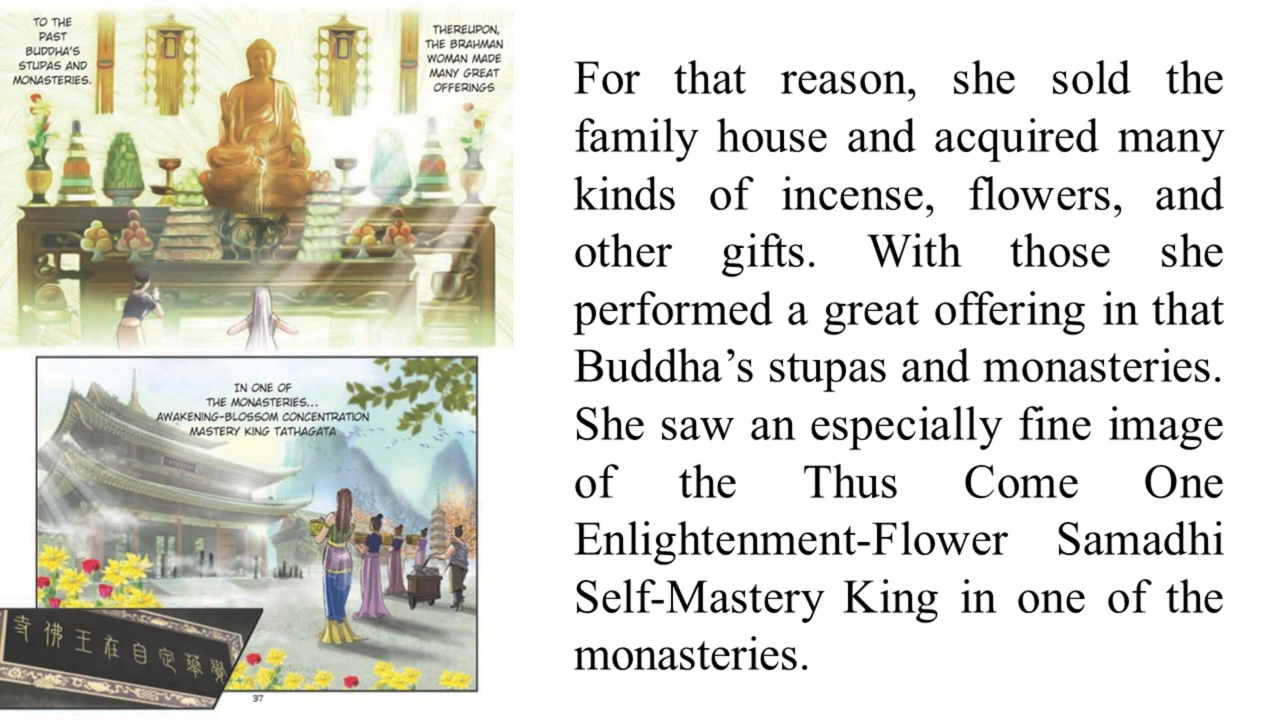 TO THE
PAST
BUDDHA'S
STUPAS AND
MONASTERIES.
THEREUPON,
THE BRAHMAN
WOMAN MADE
MANY GREAT
OFFERINGS
IN ONE OF
THE MONASTERIES...
AWAKENING-BLOSSOM CONCENTRATION
MASTERY KING TATHAGATA
寺佛王在自定華覺
37
For that reason, she sold the
family house and acquired many
kinds of incense, flowers, and
other gifts. With those she
performed a great offering in that
Buddha’s stupas and monasteries.
She saw an especially fine image
of the Thus Come One
Enlightenment-Flower Samadhi
Self-Mastery King in one of the
monasteries.